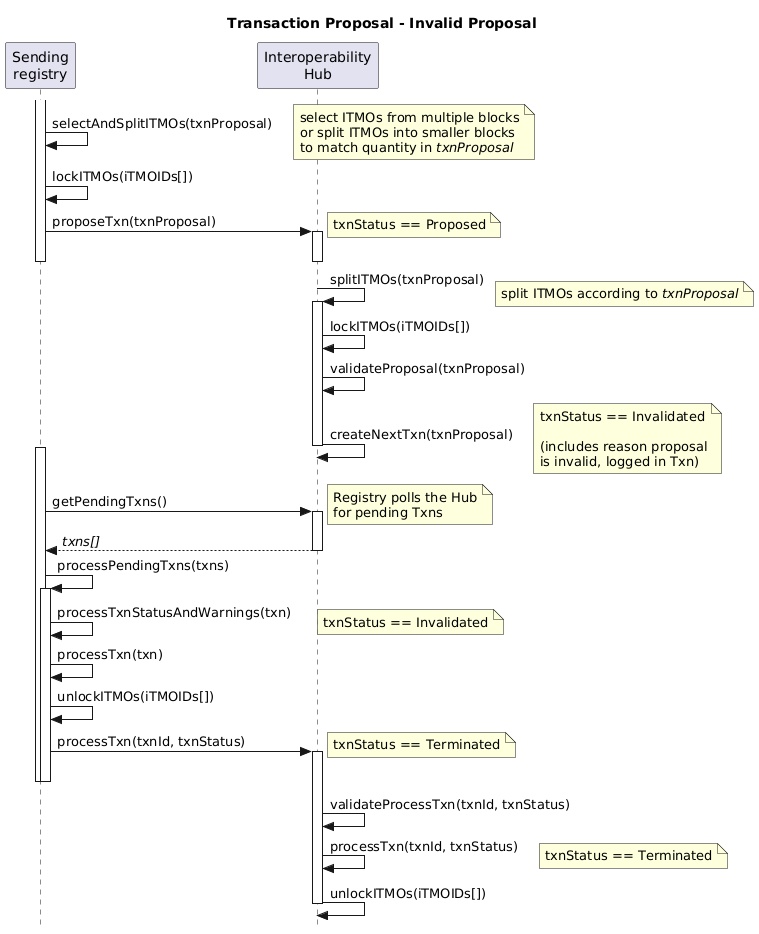 Transaction Proposal - Invalid Proposal
Sending
registry
Interoperability
Hub
selectAndSplitITMOs(txnProposal)
select ITMOs from multiple blocks
or split ITMOs into smaller blocks
to match quantity in txnProposal
lockITMOs(iTMOIDs[])
proposeTxn(txnProposal)
txnStatus == Proposed
splitITMOs(txnProposal)
split ITMOs according to txnProposal
lockITMOs(iTMOIDs[])
validateProposal(txnProposal)
createNextTxn(txnProposal)
txnStatus == Invalidated
(includes reason proposal
is invalid, logged in Txn)
getPendingTxns()
Registry polls the Hub
for pending Txns
txns[]
processPendingTxns(txns)
processTxnStatusAndWarnings(txn)
txnStatus == Invalidated
processTxn(txn)
unlockITMOs(iTMOIDs[])
processTxn(txnId, txnStatus)
txnStatus == Terminated
validateProcessTxn(txnId, txnStatus)
processTxn(txnId, txnStatus)
txnStatus == Terminated
unlockITMOs(iTMOIDs[])